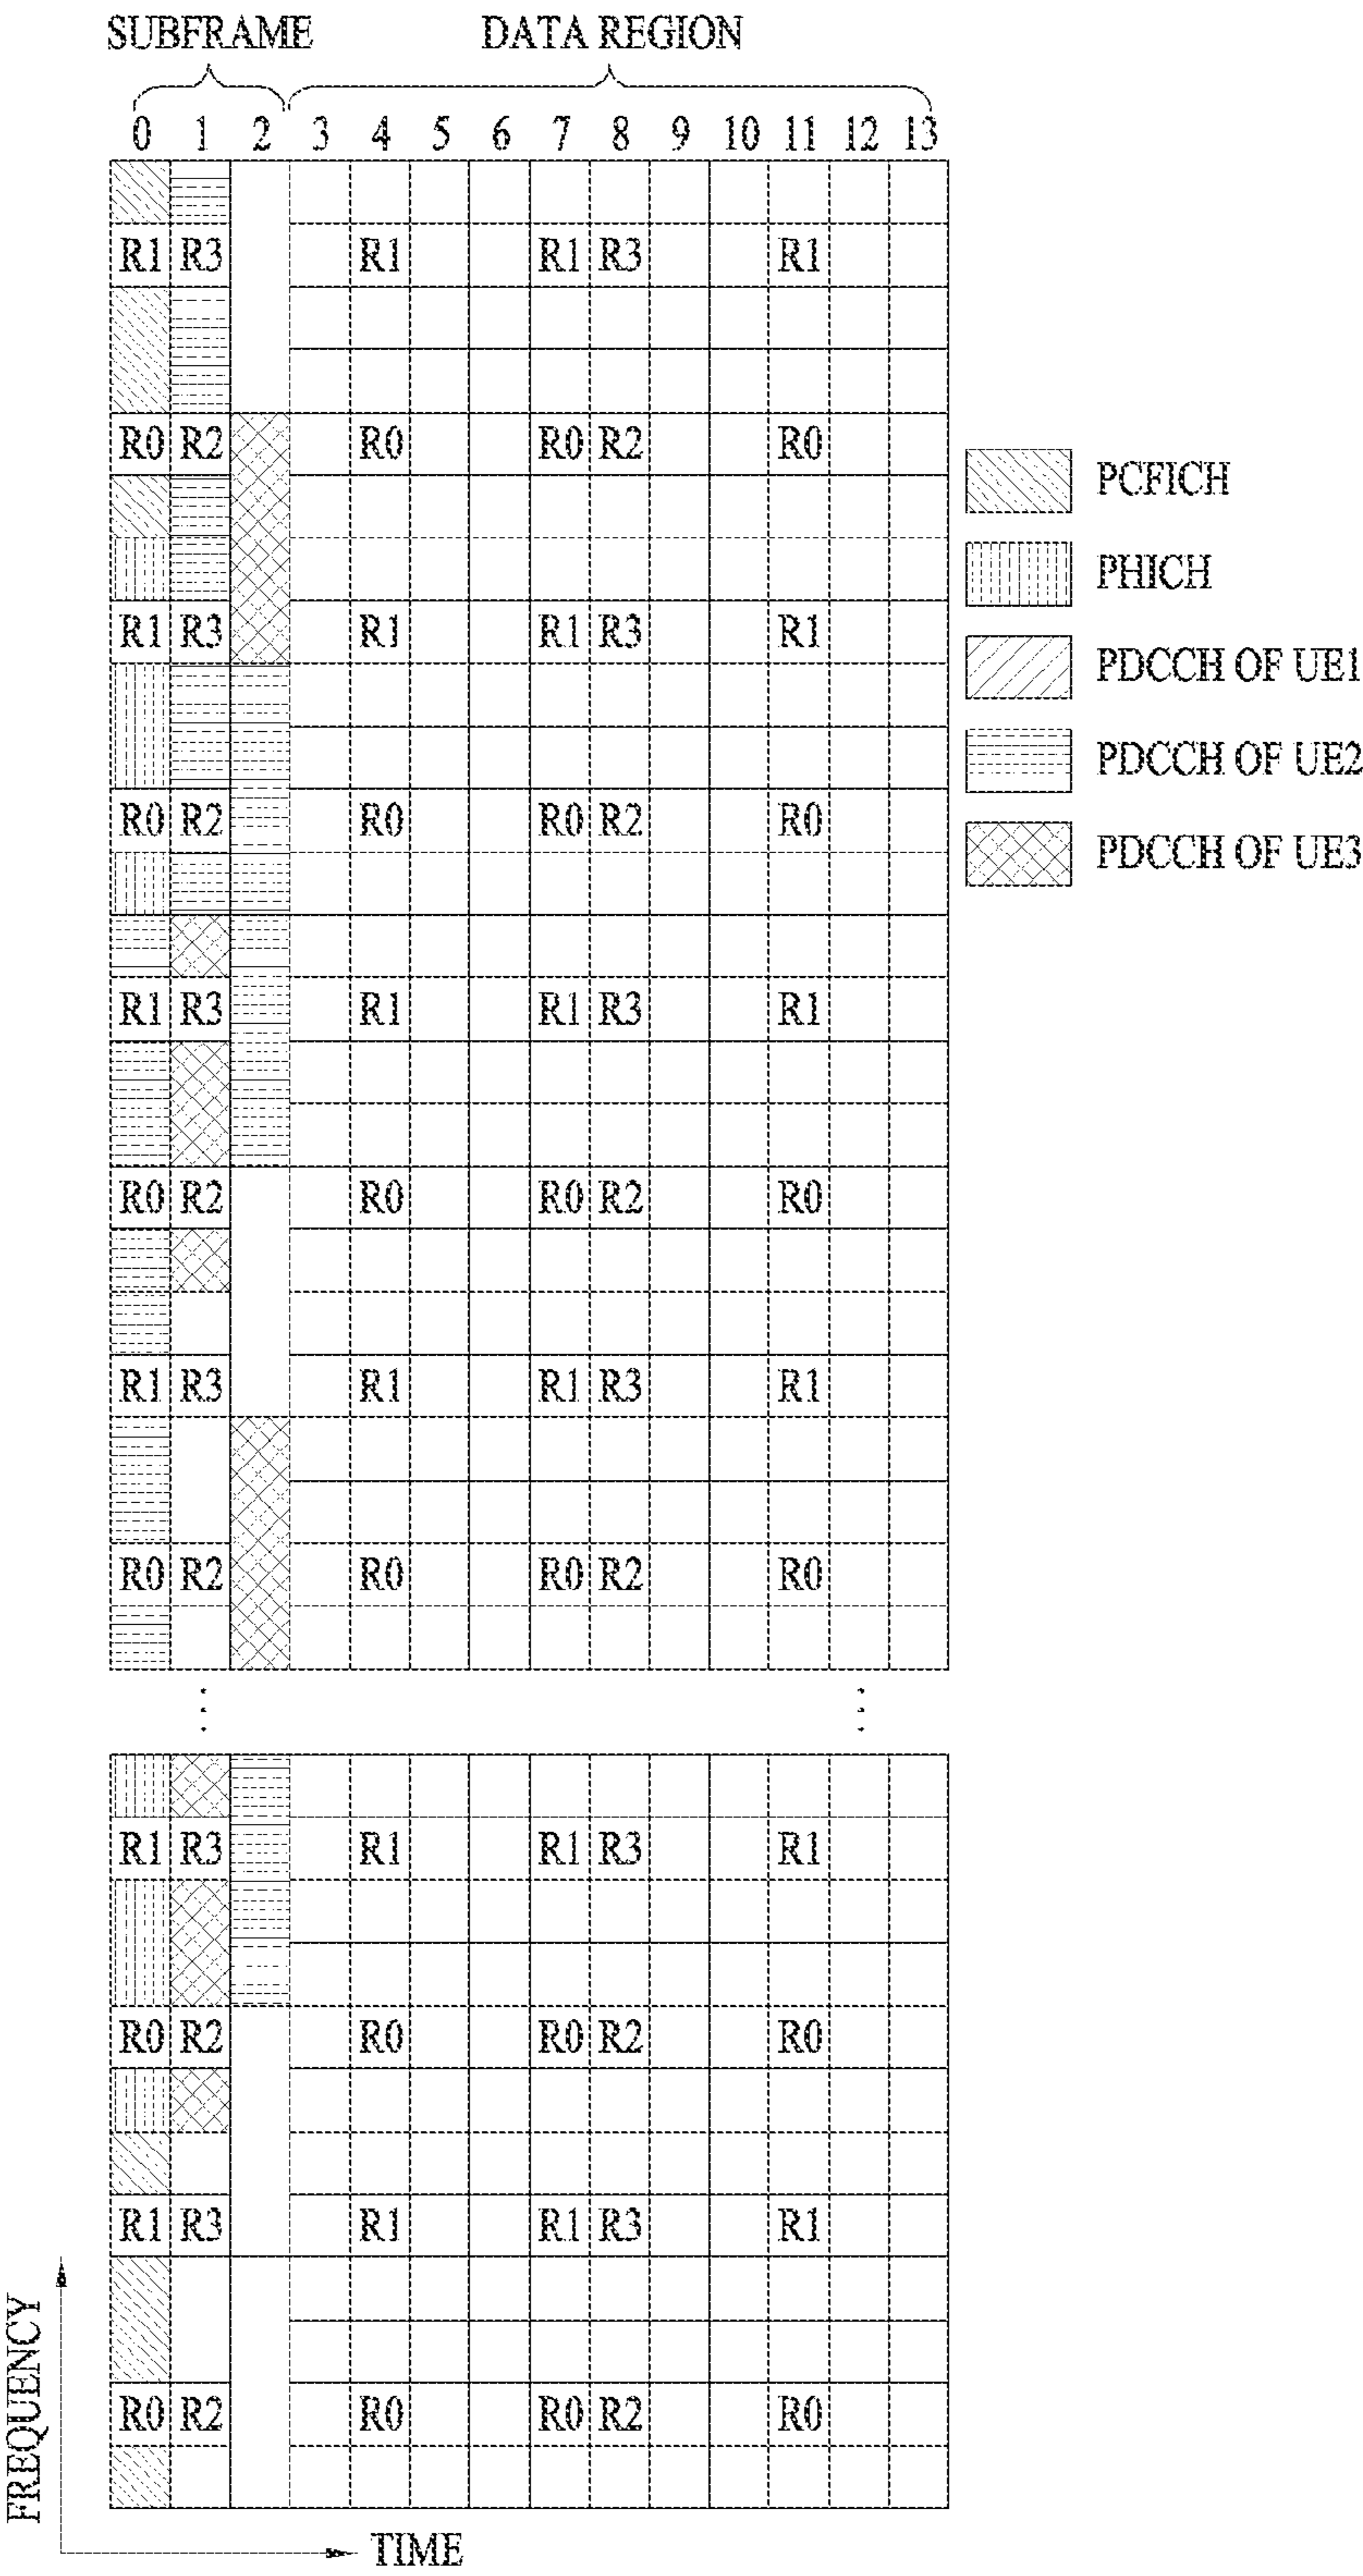 SUBFRAME DATA REGION
0 1 2 3 4 5 6 7 8 9 10 11 12 13
R1 R3 R1 R1 R3 R1
R0 R2 R0 R0 R2 R0
PCFICH
PHICH
R1 R3 R1 R1 R3 R1
PDCCH OF UE1
PDCCH OF UE2
R0 R2 R0 R0 R2 R0
PDCCH OF UE3
R1 R3 R1 R1 R3 R1
R0 R2 R0 R0 R2 R0
R1 R3 R1 R1 R3 R1
R0 R2 R0 R0 R2 R0
R1 R3 R1 R1 R3 R1
R0 R2 R0 R0 R2 R0
R1 R3 R1 R1 R3 R1
R0 R2 R0 R0 R2 R0
FREQUENCY
TIME